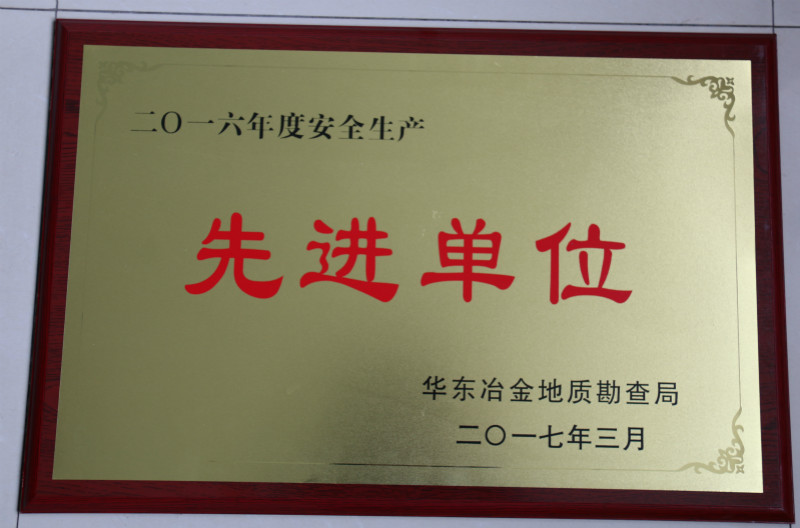 二〇一六年度安全生产
先进单位
华东冶金地质勘查局
二〇一七年三月